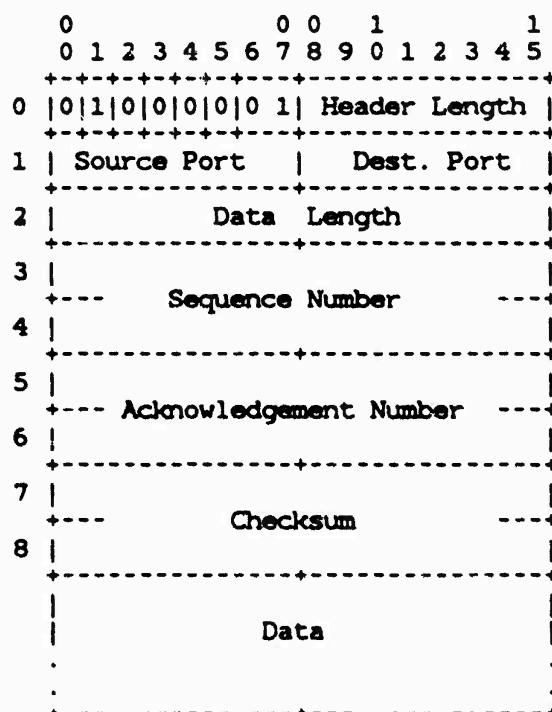 0 0 0 1 1
0 1 2 3 4 5 6 7 8 9 0 1 2 3 4 5
0 |0|1|0|0|0|0|0 1| Header Length |
1 | Source Port | Dest. Port |
2 | Data Length |
3
Sequence Number
4
5
Acknowledgement Number
6
7
Checksum
8
Data